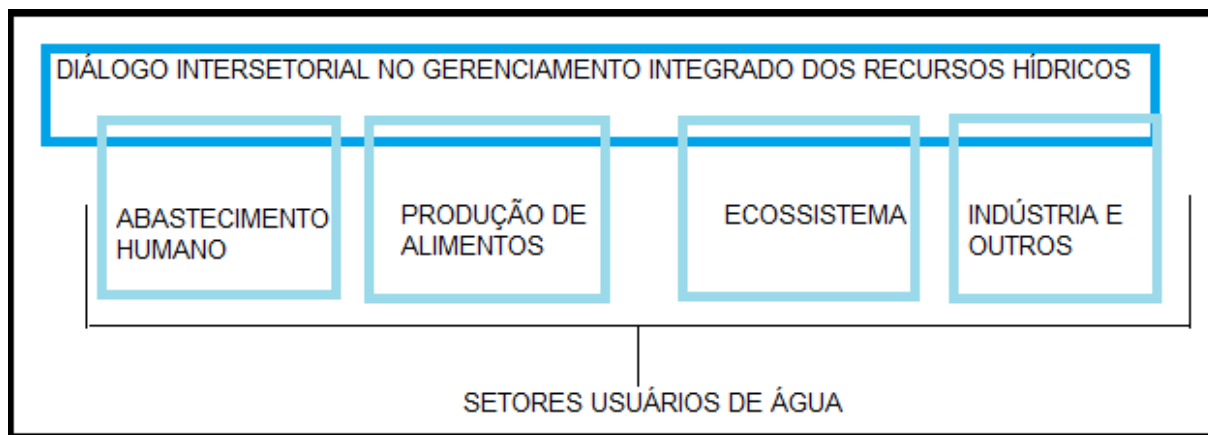 DIÁLOGO INTERSETORIAL NO GERENCIAMENTO INTEGRADO DOS RECURSOS HÍDRICOS
ABASTECIMENTO
HUMANO
PRODUÇÃO DE
ALIMENTOS
ECOSSISTEMA
INDÚSTRIA E
OUTROS
SETORES USUÁRIOS DE ÁGUA